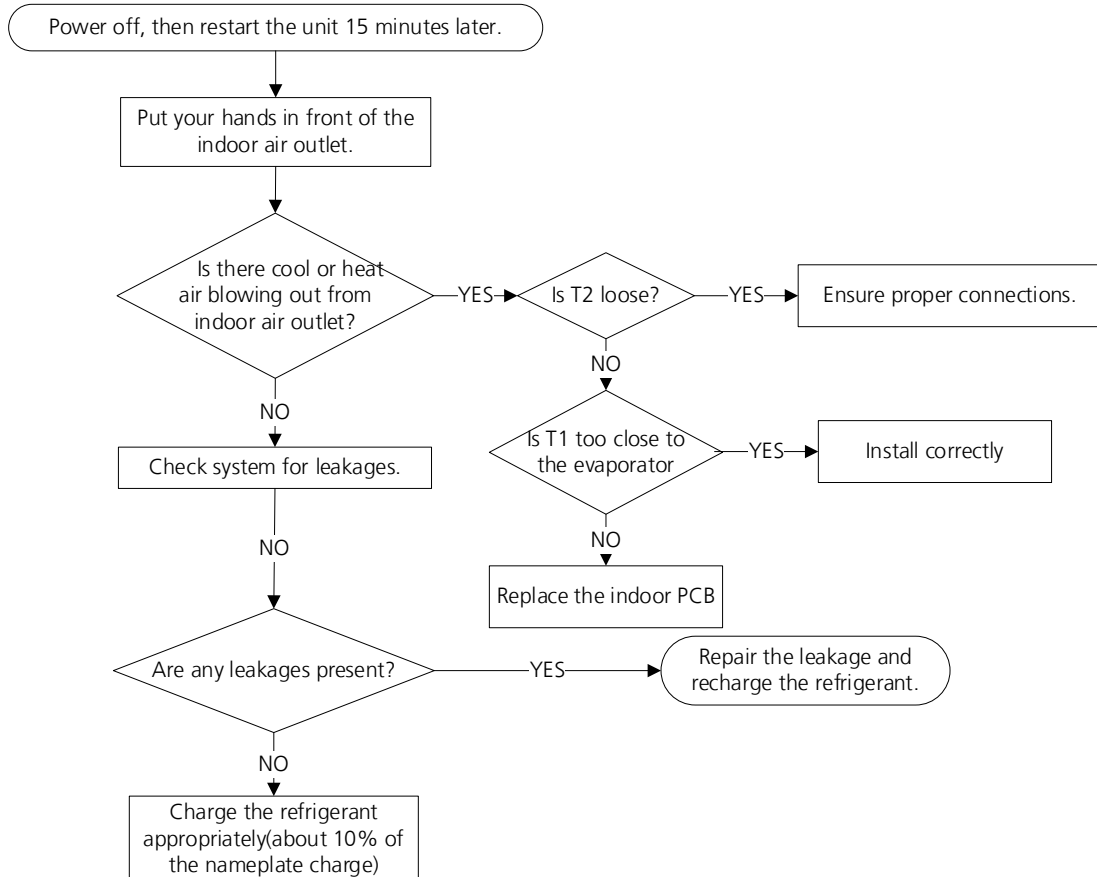 Power off, then restart the unit 15 minutes later.
Put your hands in front of the
indoor air outlet.
Is there cool or heat
air blowing out from
indoor air outlet?
YES
Is T2 loose?
YES
Ensure proper connections.
NO
NO
Is T1 too close to
the evaporator
YES
Install correctly
Check system for leakages.
NO
NO
Replace the indoor PCB
Are any leakages present?
YES
Repair the leakage and
recharge the refrigerant.
NO
Charge the refrigerant
appropriately(about 10% of
the nameplate charge)